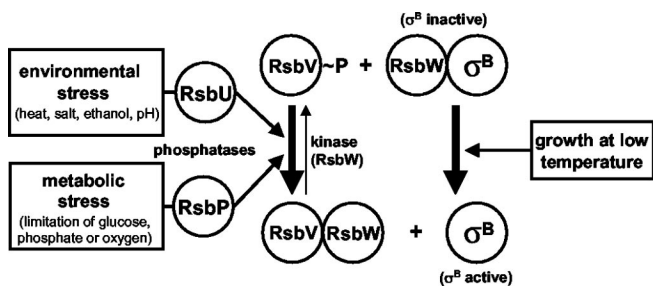 (σB inactive)
environmental
stress
(heat, salt, ethanol, pH)
RsbU
RsbV ~P + RsbW σB
phosphatases
kinase
(RsbW)
growth at low
temperature
metabolic
stress
(limitation of glucose,
phosphate or oxygen)
RsbP
RsbV RsbW + σB
(σB active)